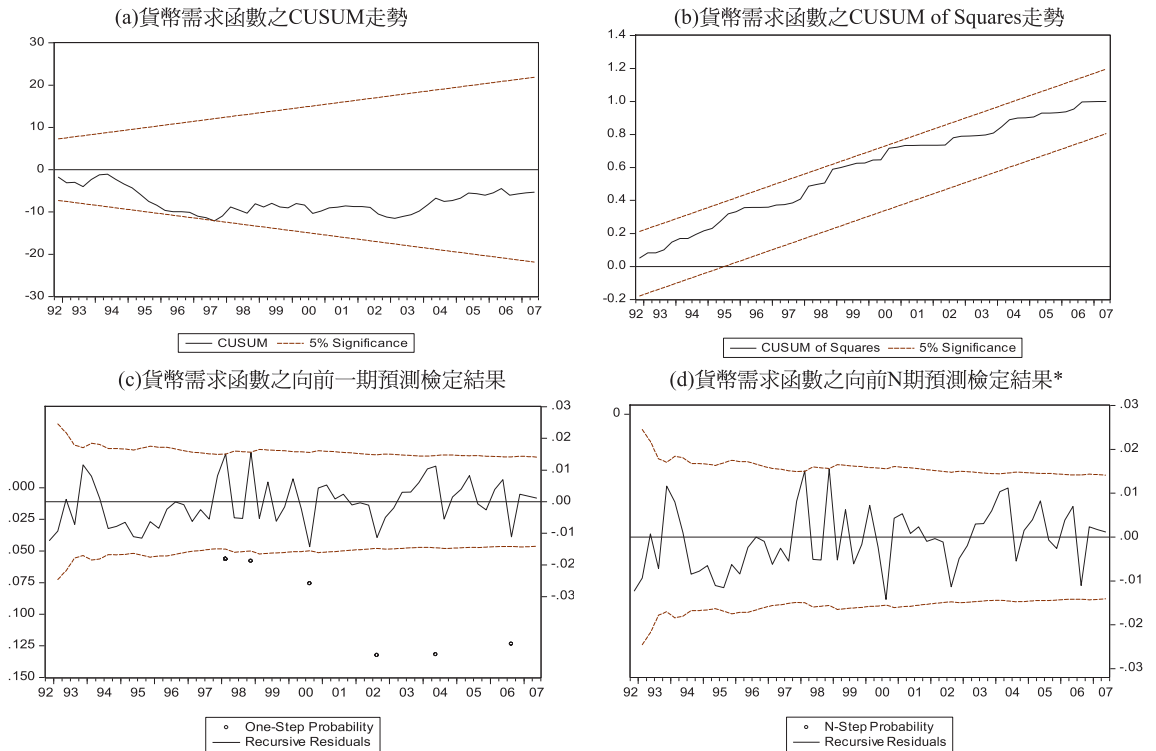 (a)貨幣需求函數之CUSUM走勢
30
20
10
0
-10
-20
-30
92 93 94 95 96 97 98 99 00 01 02 03 04 05 06 07
CUSUM 5% Significance
(b)貨幣需求函數之CUSUM of Squares走勢
1.4
1.2
1.0
0.8
0.6
0.4
0.2
0.0
-0.2
92 93 94 95 96 97 98 99 00 01 02 03 04 05 06 07
CUSUM of Squares 5% Significance
(c)貨幣需求函數之向前一期預測檢定結果
.03
.02
.01
.00
-.01
-.02
-.03
.000
.025
.050
.075
.100
.125
.150
92 93 94 95 96 97 98 99 00 01 02 03 04 05 06 07
One-Step Probability
Recursive Residuals
(d)貨幣需求函數之向前N期預測檢定結果*
0
.03
.02
.01
.00
-.01
-.02
-.03
92 93 94 95 96 97 98 99 00 01 02 03 04 05 06 07
N-Step Probability
Recursive Residuals